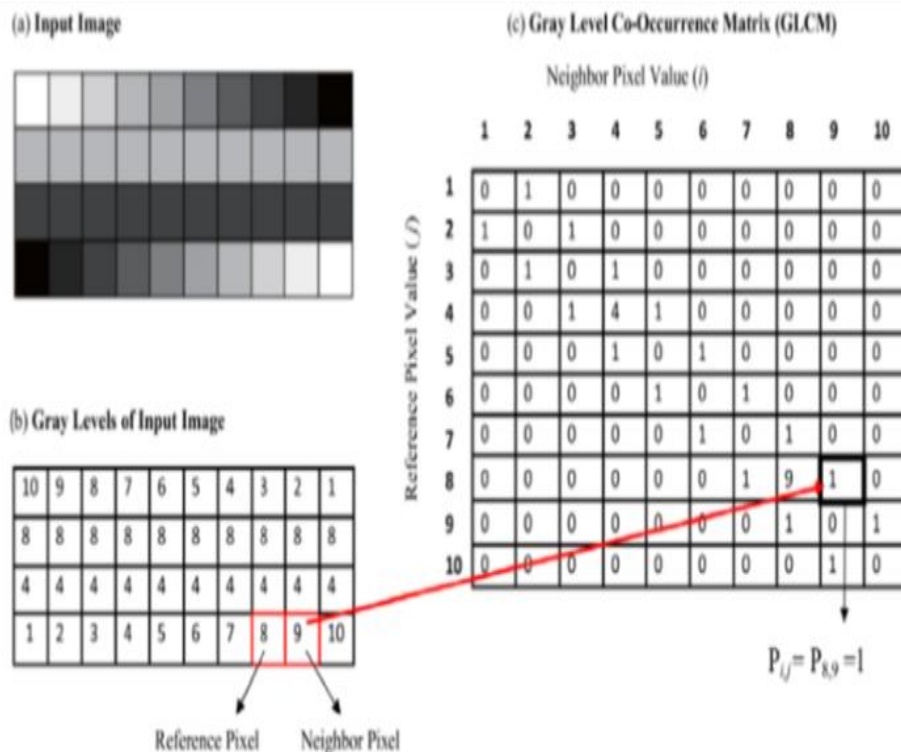 (a) Input Image
(b) Gray Levels of Input Image
10 9 8 7 6 5 4 3 2 1
8 8 8 8 8 8 8 8 8 8
4 4 4 4 4 4 4 4 4 4
1 2 3 4 5 6 7 8 9 10
Reference Pixel Neighbor Pixel
(c) Gray Level Co-Occurrence Matrix (GLCM)
Neighbor Pixel Value (i)
Reference Pixel Value (j)
1 2 3 4 5 6 7 8 9 10
1 0 1 0 0 0 0 0 0 0 0
2 1 0 1 0 0 0 0 0 0 0
3 0 1 0 1 0 0 0 0 0 0
4 0 0 1 4 1 0 0 0 0 0
5 0 0 0 1 0 1 0 0 0 0
6 0 0 0 0 1 0 1 0 0 0
7 0 0 0 0 0 1 0 1 0 0
8 0 0 0 0 0 0 1 9 1 0
9 0 0 0 0 0 0 0 1 0 1
10 0 0 0 0 0 0 0 0 1 0
Pi,j= P8,9 =1